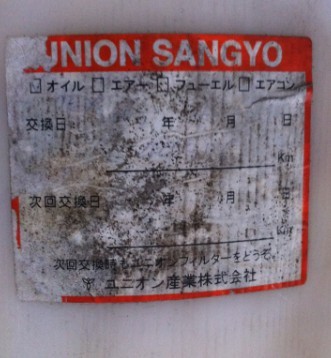 UNION SANGYO
□ オイル □ エアー □ フューエル □ エアコン
交換日 年 月 日
Km
次回交換日 年 月
次回交換時もユニオンフィルターをどうぞ。
ユニオン産業株式会社